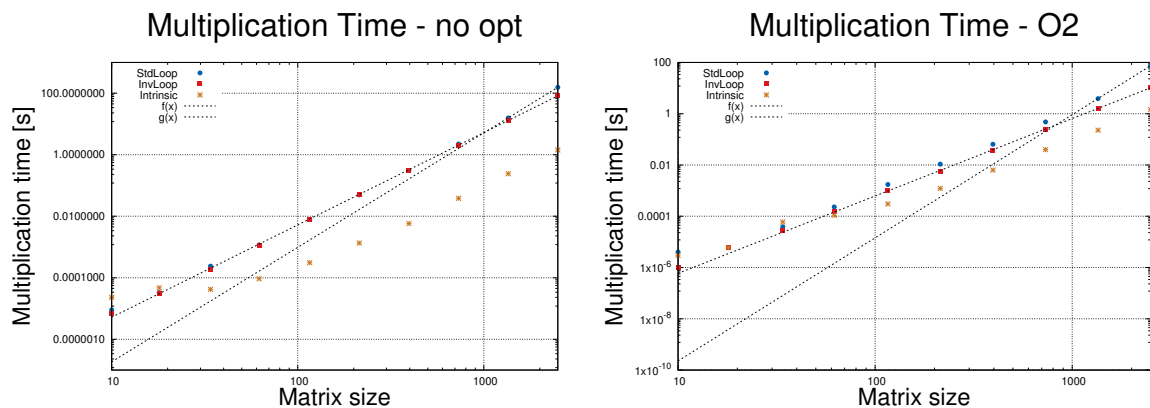 Multiplication Time - no opt
Multiplication time [s]
100.0000000
1.0000000
0.0100000
0.0001000
0.0000010
StdLoop
InvLoop
Intrinsic
f(x)
g(x)
10
100
1000
Matrix size
Multiplication Time - O2
Multiplication time [s]
100
1
0.01
0.0001
1x10-6
1x10-8
1x10-10
StdLoop
InvLoop
Intrinsic
f(x)
g(x)
10
100
1000
Matrix size